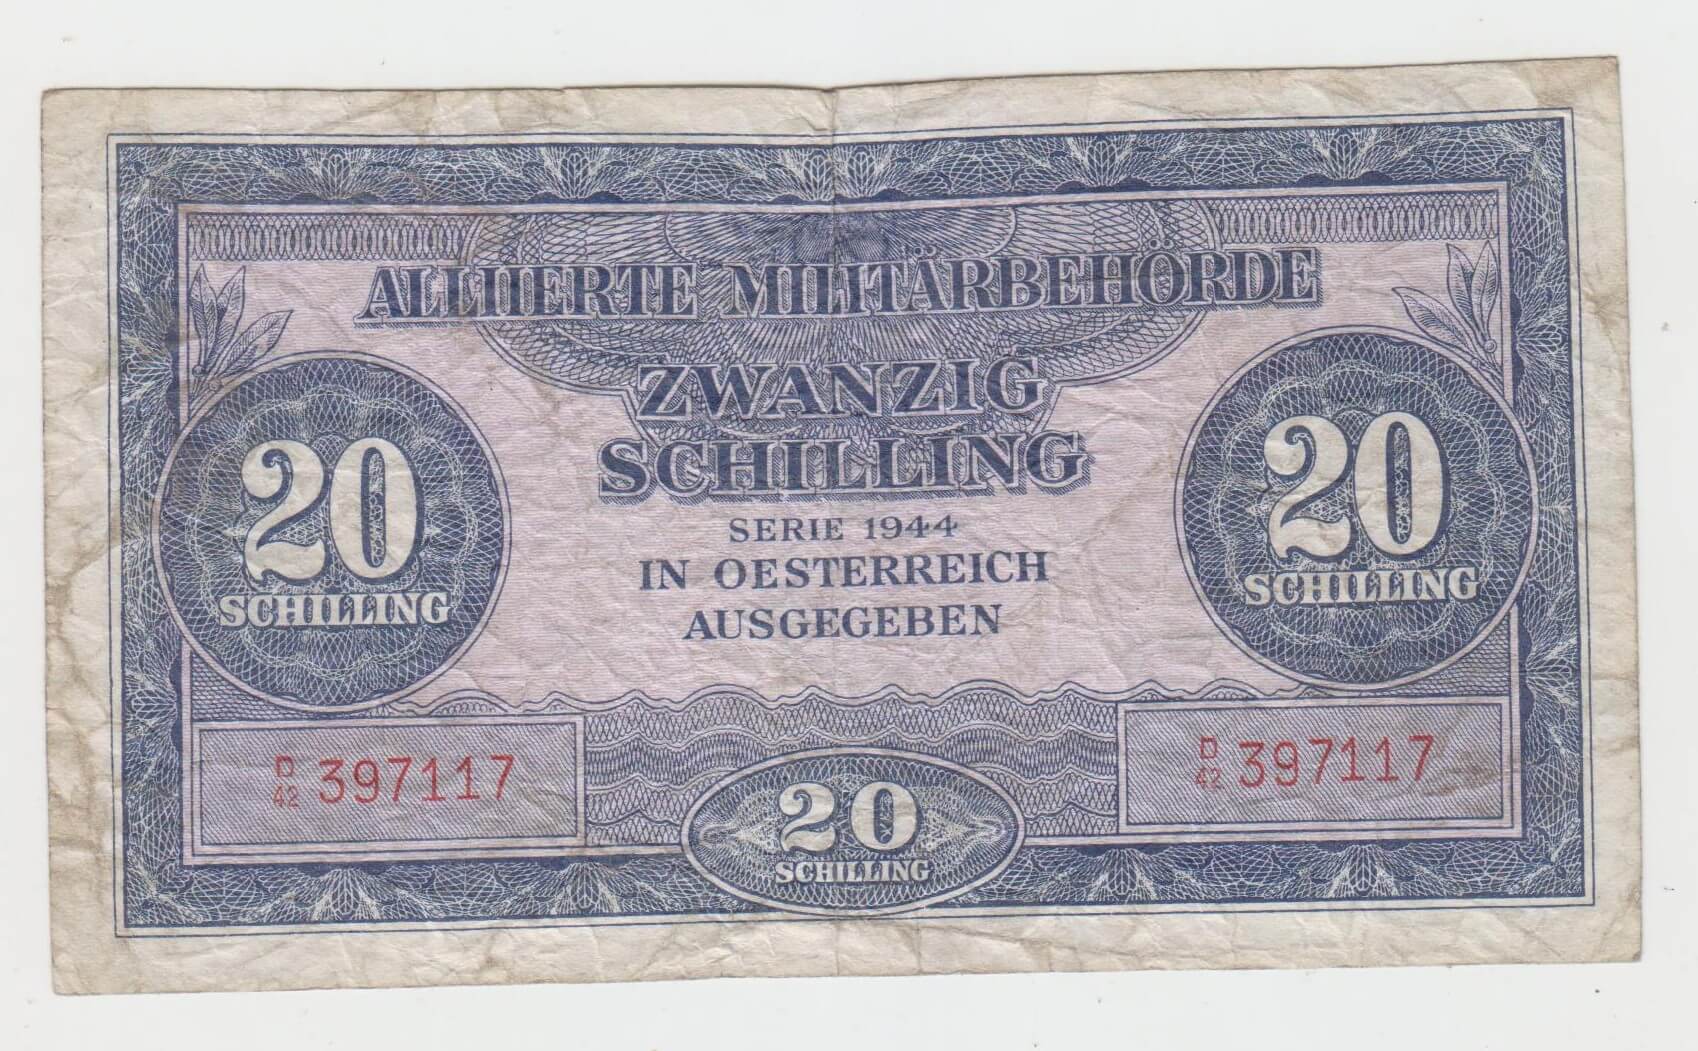 ALLIIERTE MILITÄRBEHÖRDE
ZWANZIG
SCHILLING
SERIE 1944
IN OESTERREICH
AUSGEGEBEN
20
SCHILLING
20
SCHILLING
D/42 397117
D/42 397117
20
SCHILLING